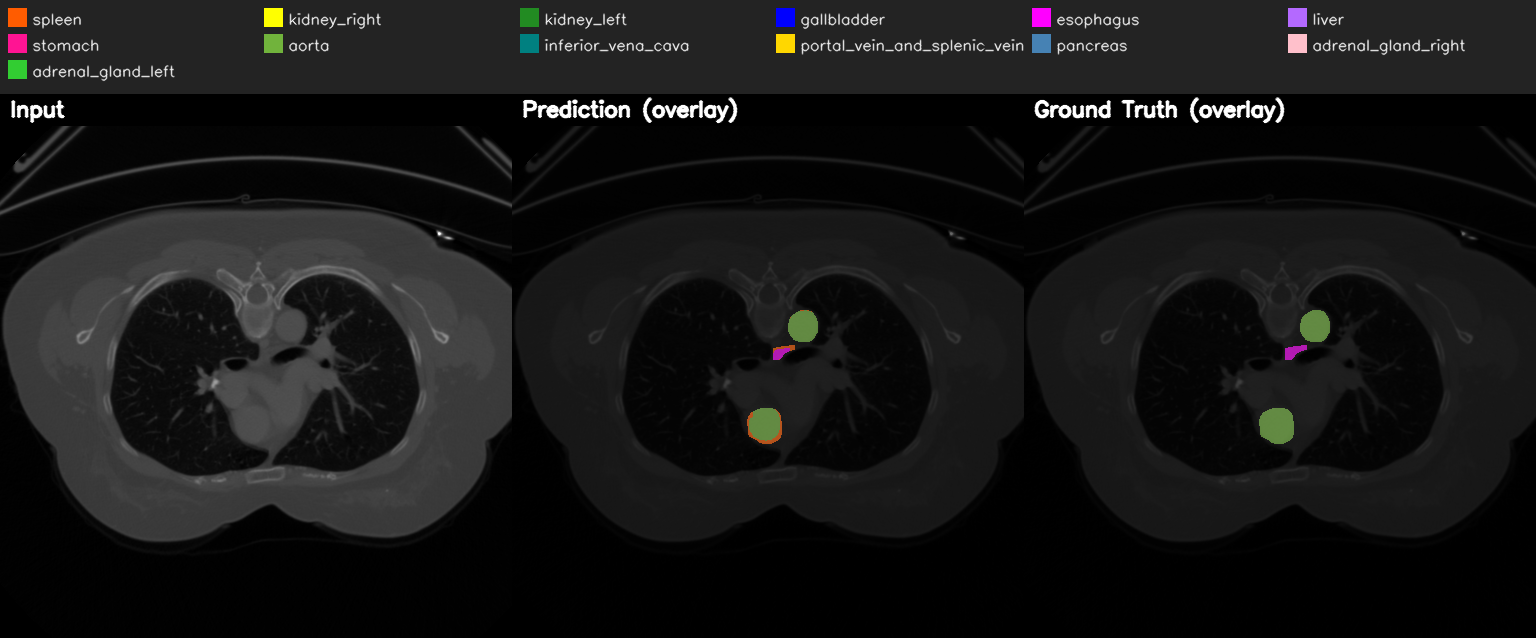 spleen kidney_right kidney_left gallbladder esophagus liver
stomach aorta inferior_vena_cava portal_vein_and_splenic_vein pancreas adrenal_gland_right
adrenal_gland_left
Input Prediction (overlay) Ground Truth (overlay)